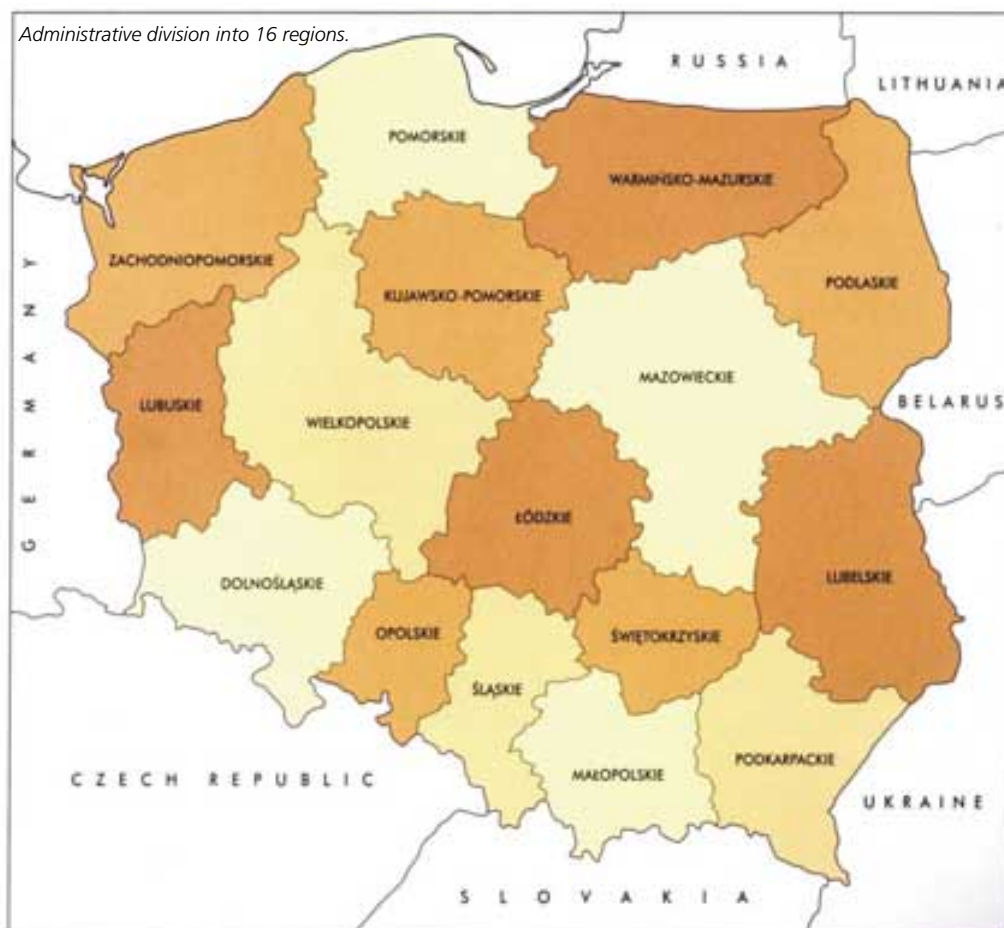 Administrative division into 16 regions.
RUSSIA
LITHUANIA
POMORSKIE
WARMIŃSKO-MAZURSKIE
ZACHODNIOPOMORSKIE
KUJAWSKO-POMORSKIE
PODLASKIE
GERMANY
MAZOWIECKIE
LUBUSKIE
WIELKOPOLSKIE
BELARUS
ŁÓDZKIE
DOLNOŚLĄSKIE
LUBELSKIE
OPOLSKIE
ŚWIĘTOKRZYSKIE
ŚLĄSKIE
PODKARPACKIE
CZECH REPUBLIC
MAŁOPOLSKIE
UKRAINE
SLOVAKIA